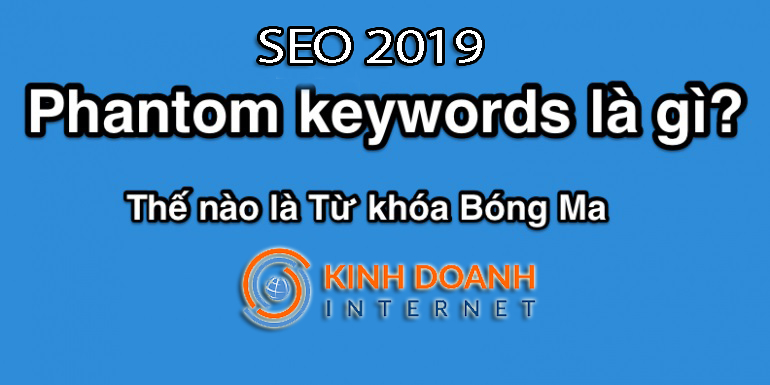 SEO 2019
Phantom keywords là gì?
Thế nào là Từ khóa Bóng Ma
KINH DOANH
INTERNET